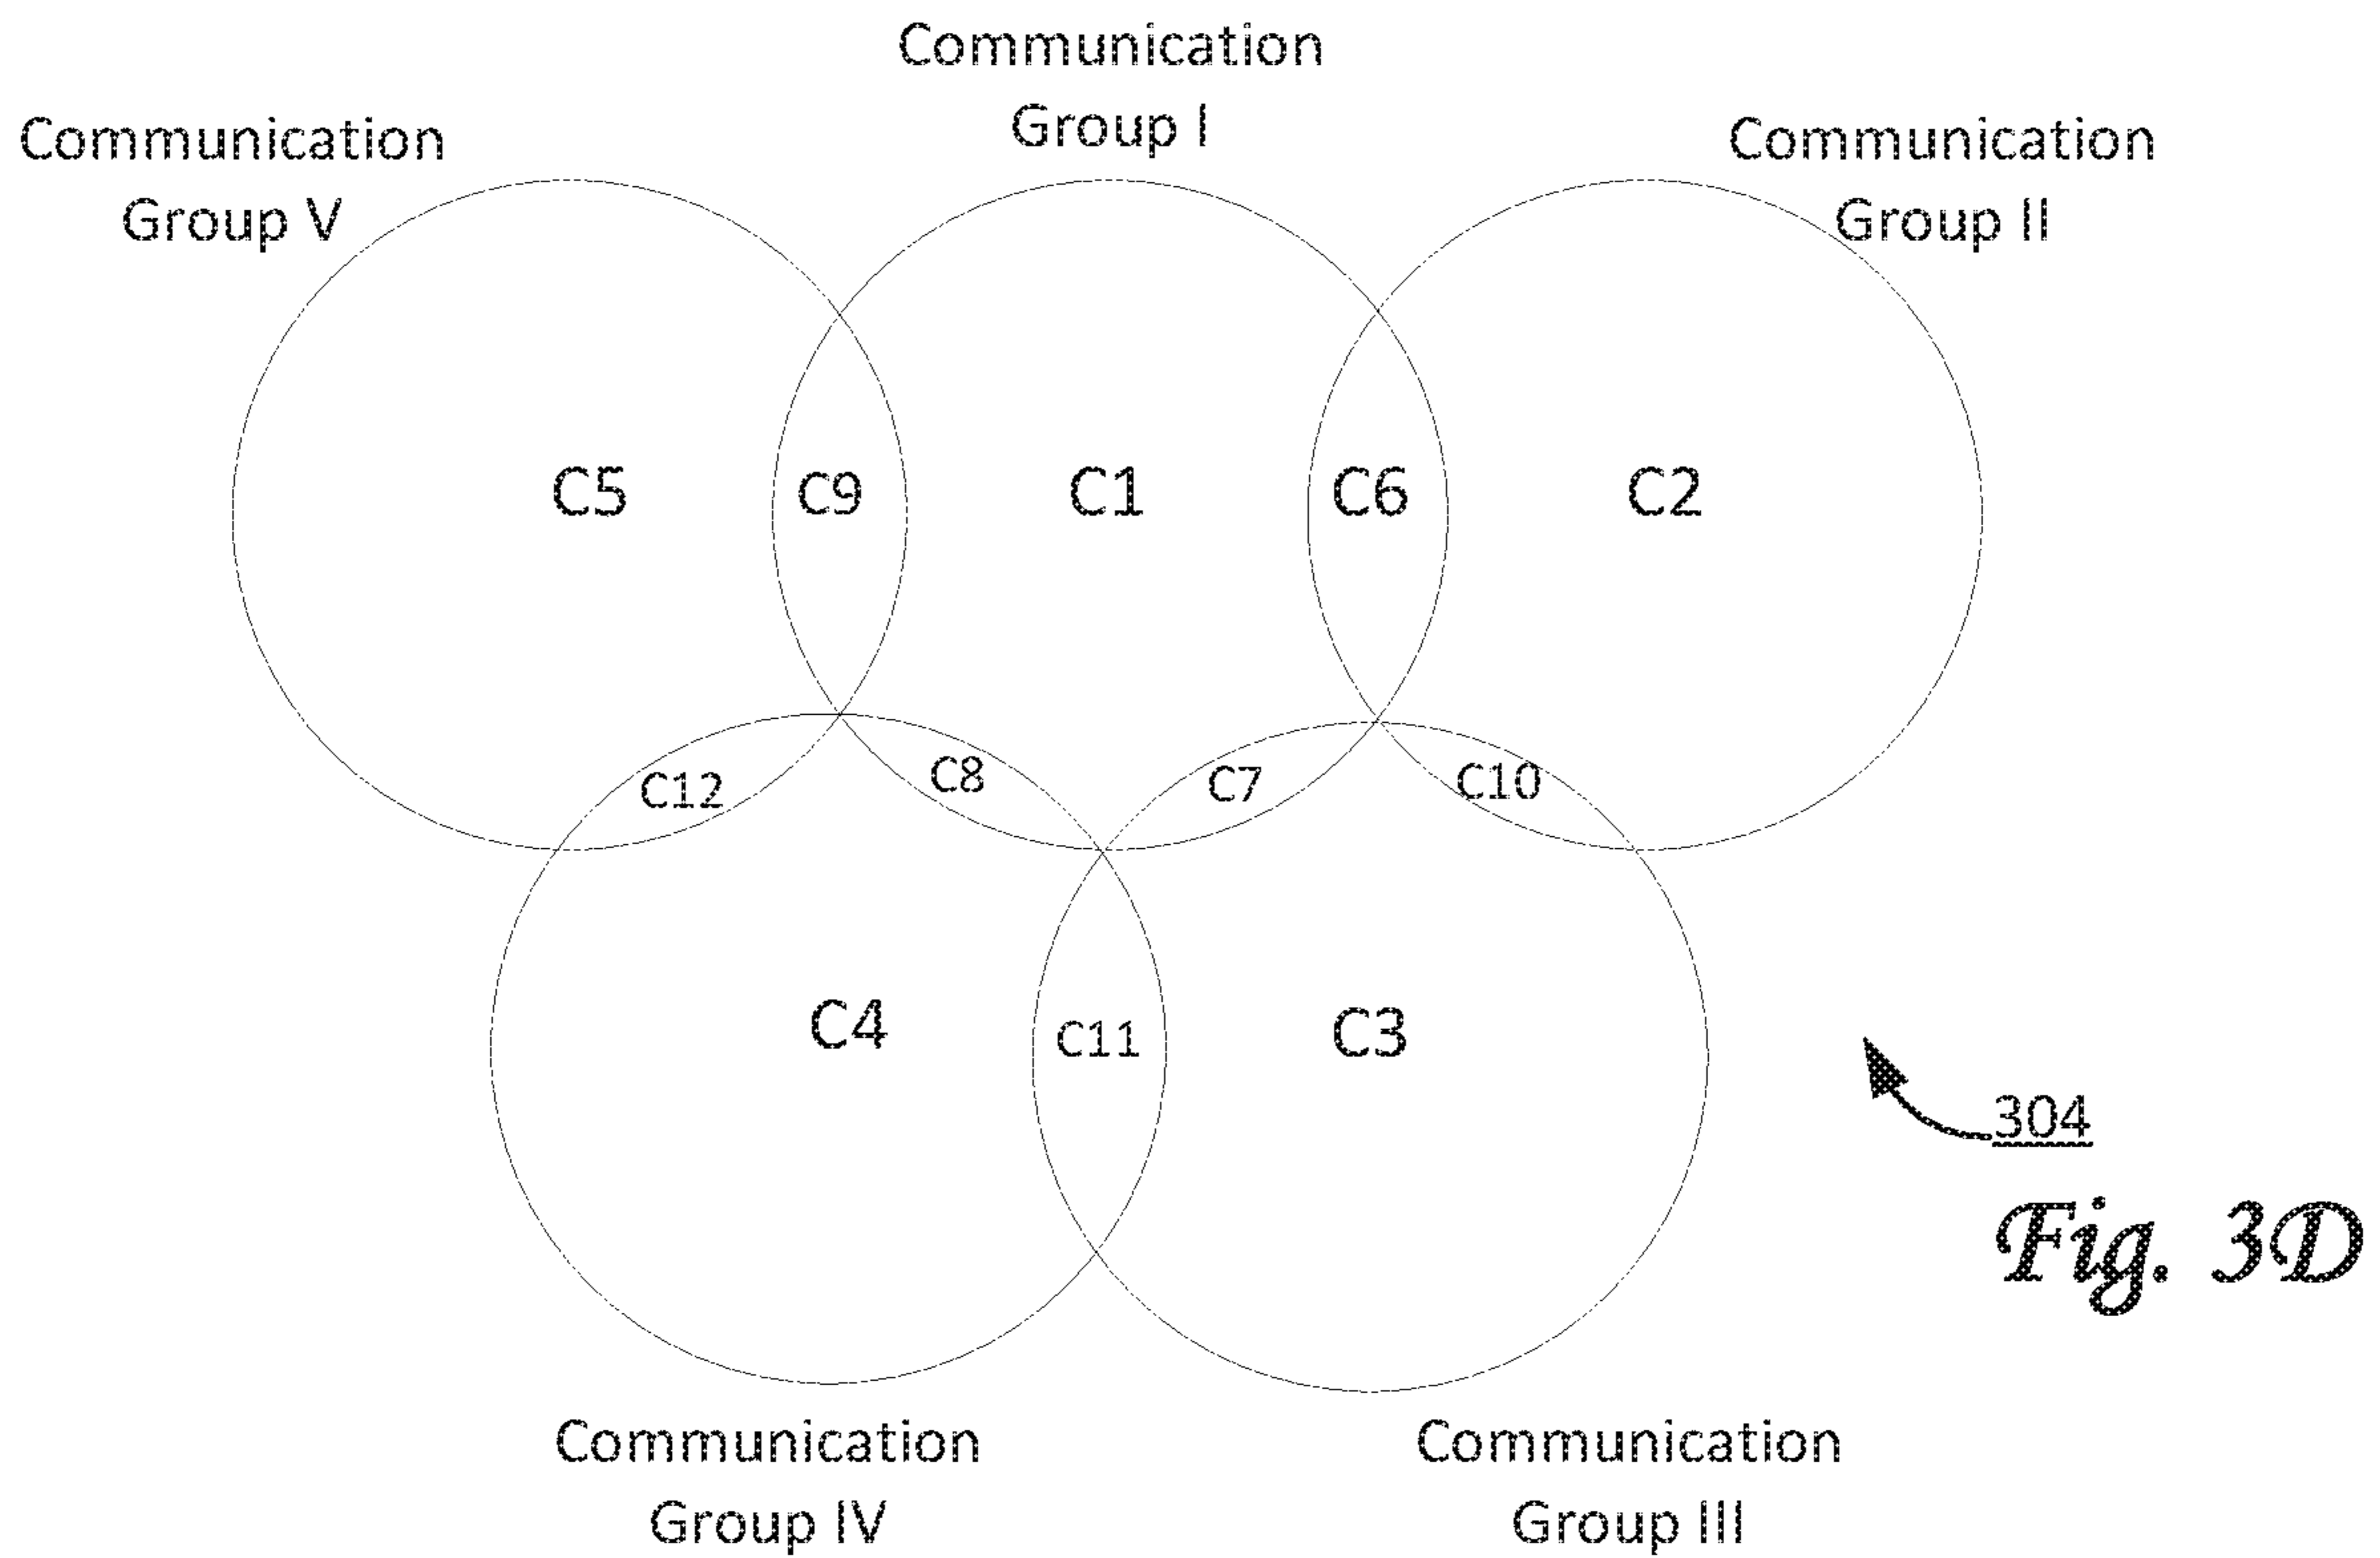 Communication
Group I
Communication
Group V
Communication
Group II
C5
C9
C1
C6
C2
C12
C8
C7
C10
C4
C11
C3
304
Fig. 3D
Communication
Group IV
Communication
Group III